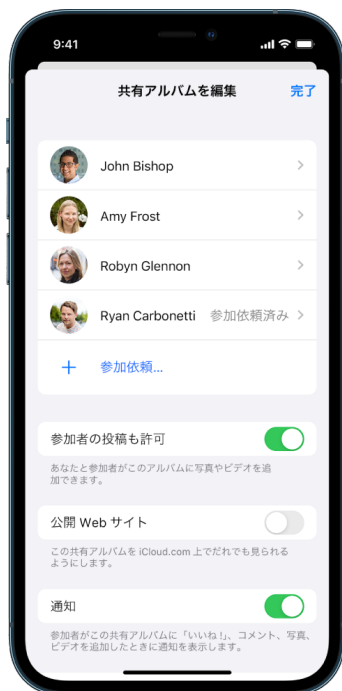 9:41
共有アルバムを編集 完了
John Bishop
Amy Frost
Robyn Glennon
Ryan Carbonetti 参加依頼済み
参加依頼...
参加者の投稿も許可
あなたと参加者がこのアルバムに写真やビデオを追
加できます。
公開 Web サイト
この共有アルバムを iCloud.com 上でだれでも見られる
ようにします。
通知
参加者がこの共有アルバムに「いいね!」、コメント、写真、
ビデオを追加したときに通知を表示します。